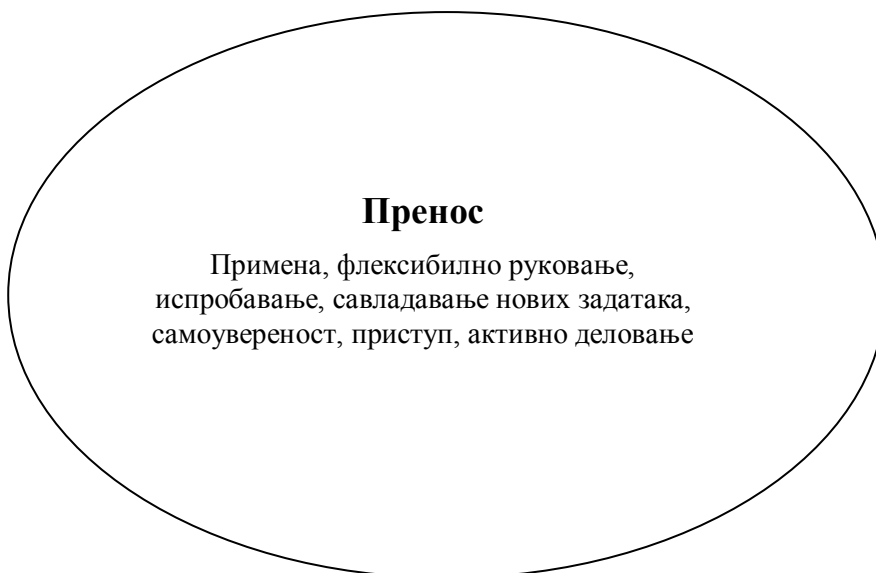 Пренос
Примена, флексибилно руковање,
испробавање, савладавање нових задатака,
самоувереност, приступ, активно деловање